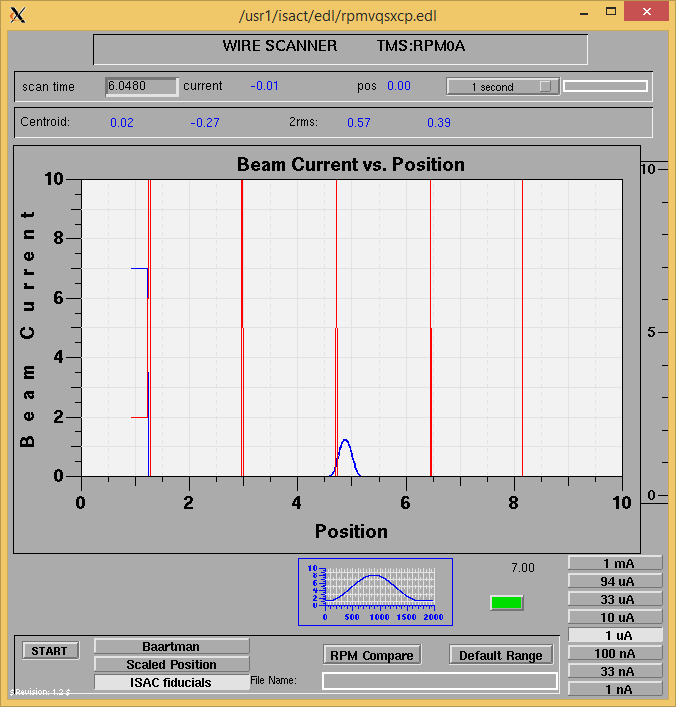 /usr1/isact/edl/rpmvqsxcp.edl
WIRE SCANNER TMS:RPM0A
scan time 6.0480 current -0.01 pos 0.00 1 second
Centroid: 0.02 -0.27 2rms: 0.57 0.39
Beam Current vs. Position
10
8
6
4
2
0
Beam Current
0 2 4 6 8 10
Position
10
5
0
10
8
6
4
2
0
0 500 1000 1500 2000
7.00
1 mA
94 uA
33 uA
10 uA
1 uA
100 nA
33 nA
1 nA
START
Baartman
Scaled Position
ISAC fiducials
RPM Compare
Default Range
File Name:
$Revision: 1.2 $